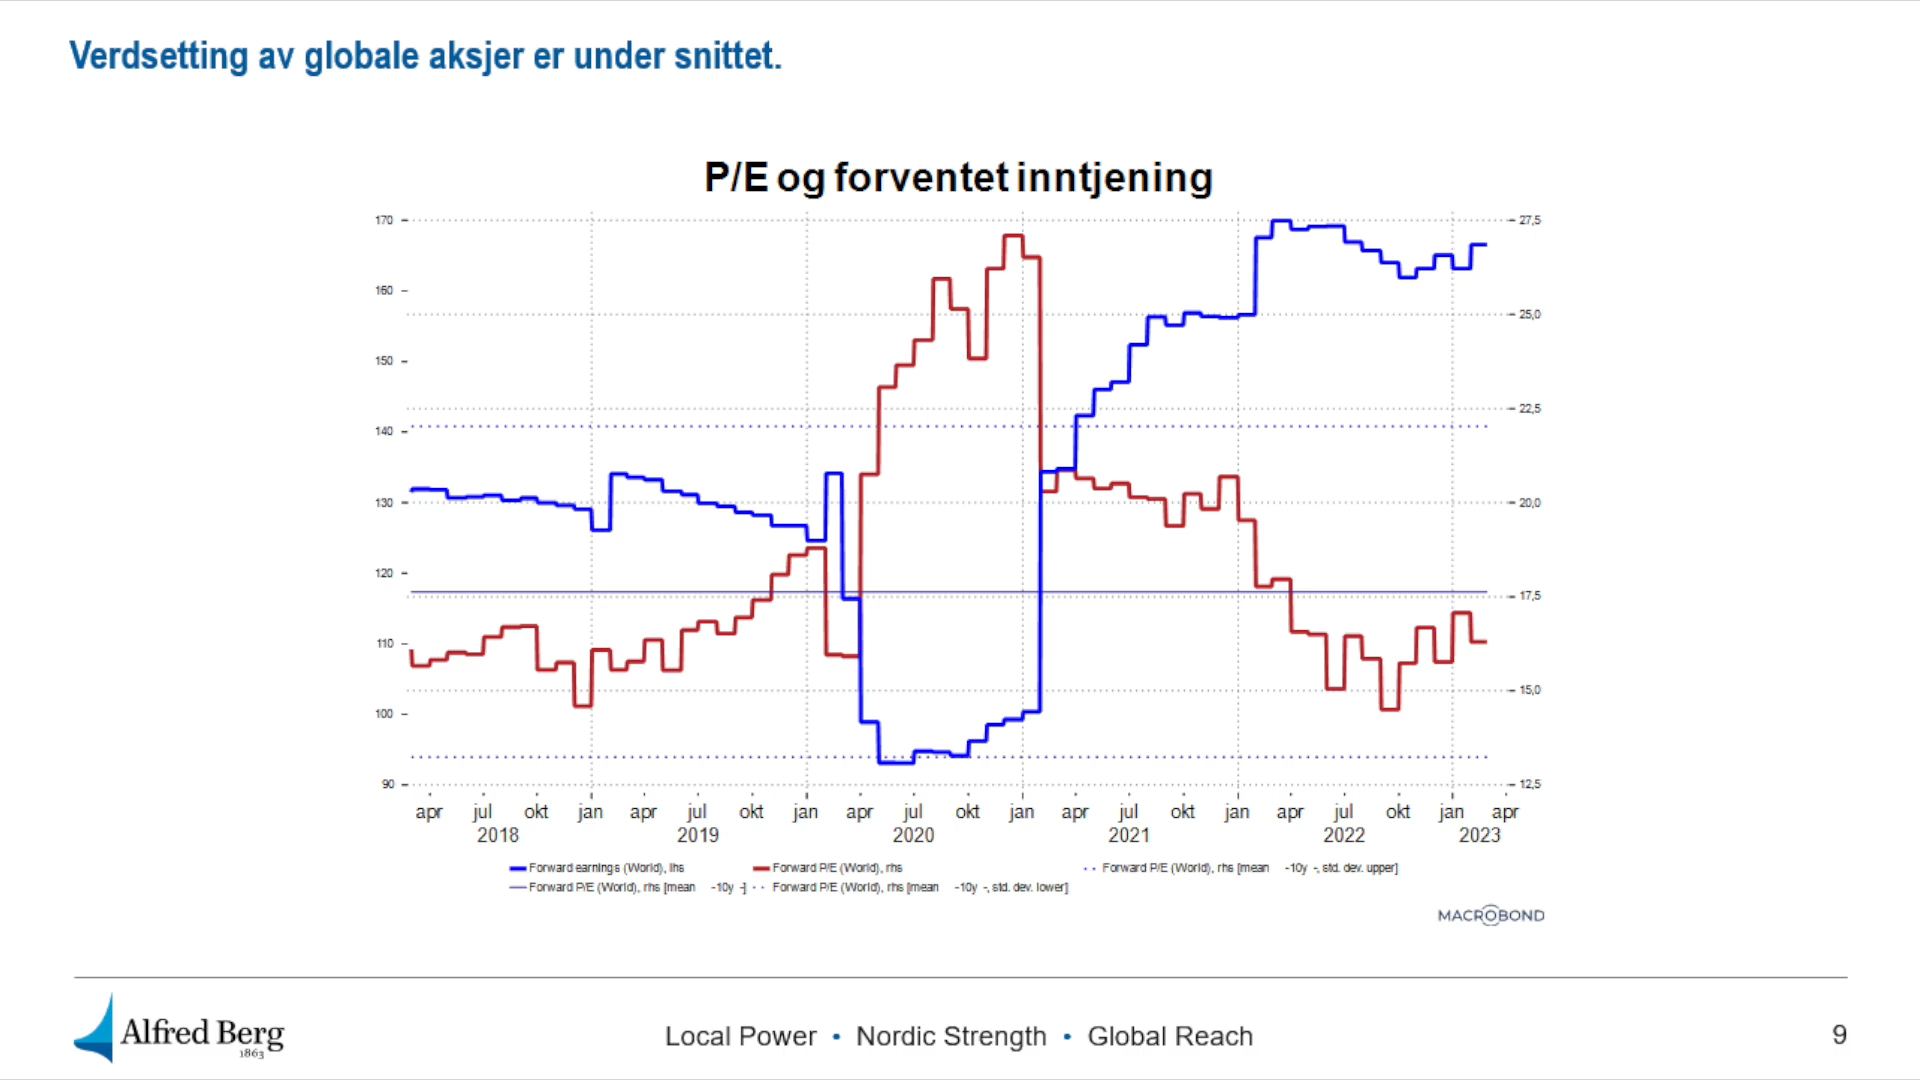 Verdsetting av globale aksjer er under snittet.
P/E og forventet inntjening
170
160
150
140
130
120
110
100
90
27,5
25,0
22,5
20,0
17,5
15,0
12,5
apr jul okt jan apr jul okt jan apr jul okt jan apr jul okt jan apr jul okt jan apr
2018 2019 2020 2021 2022 2023
Forward earnings (World), lhs Forward P/E (World), rhs Forward P/E (World), rhs [mean -10y -, std. dev. upper]
Forward P/E (World), rhs [mean -10y -] Forward P/E (World), rhs [mean -10y -, std. dev. lower]
MACROBOND
Alfred Berg
1863
Local Power • Nordic Strength • Global Reach
9